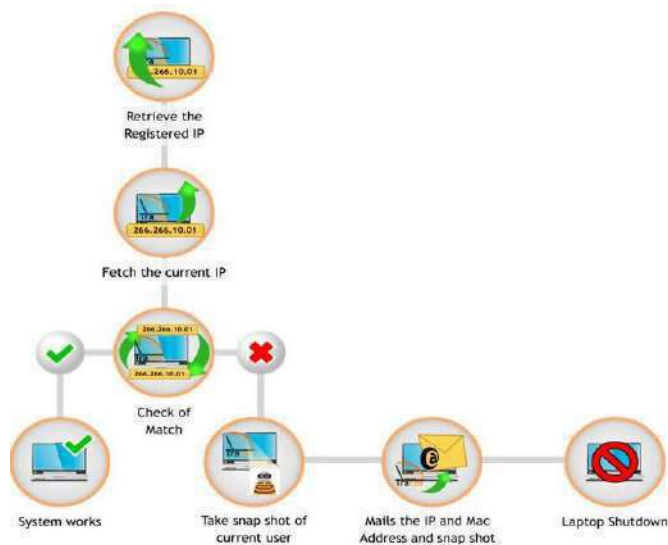 266.266.10.01
Retrieve the
Registered IP
266.266.10.01
Fetch the current IP
266.266.10.01
266.266.10.01
Check of
Match
System works
Take snap shot of
current user
@
Mails the IP and Mac
Address and snap shot
Laptop Shutdown